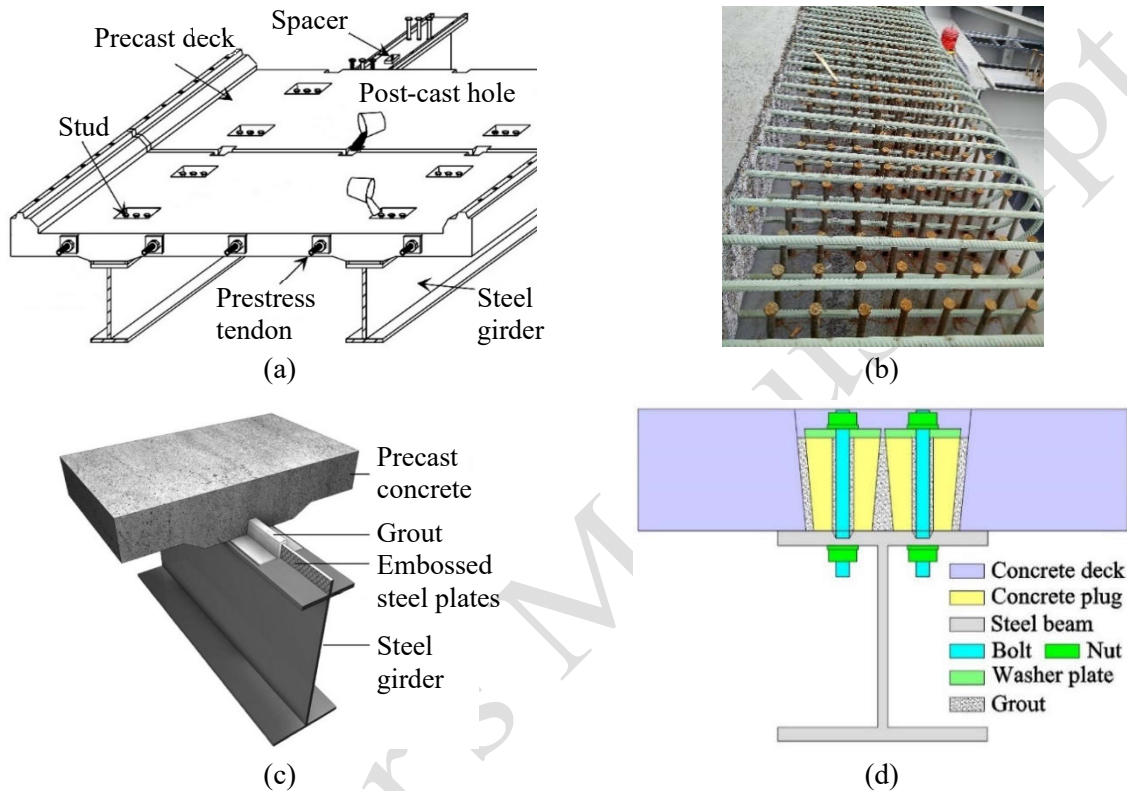 Precast deck
Spacer
Post-cast hole
Stud
Prestress
tendon
Steel
girder
(a)
(b)
Precast
concrete
Grout
Embossed
steel plates
Steel
girder
(c)
Concrete deck
Concrete plug
Steel beam
Bolt Nut
Washer plate
Grout
(d)